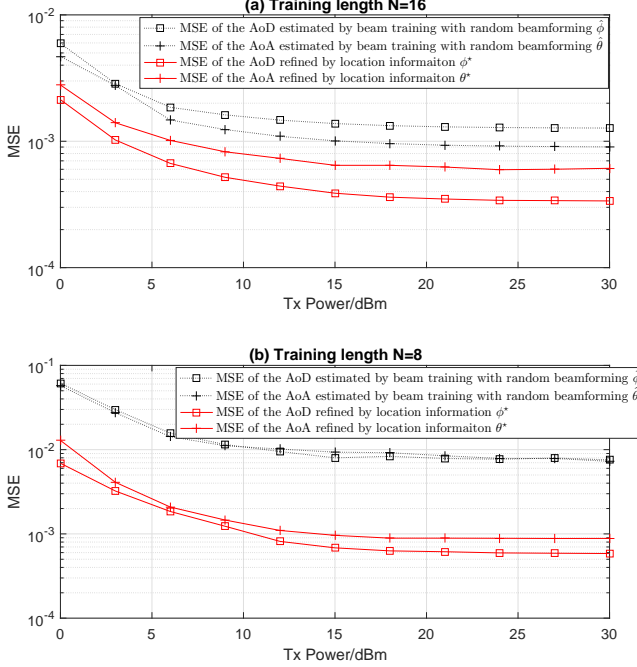 (a) Training length N=16
10^-2
MSE of the AoD estimated by beam training with random beamforming ϕ̂
MSE of the AoA estimated by beam training with random beamforming θ̂
MSE of the AoD refined by location informaiton ϕ*
MSE of the AoA refined by location informaiton θ*
MSE
10^-3
10^-4
0 5 10 15 20 25 30
Tx Power/dBm
(b) Training length N=8
10^-1
MSE of the AoD estimated by beam training with random beamforming ϕ̂
MSE of the AoA estimated by beam training with random beamforming θ̂
MSE of the AoD refined by location information ϕ*
MSE of the AoA refined by location informaiton θ*
10^-2
MSE
10^-3
10^-4
0 5 10 15 20 25 30
Tx Power/dBm